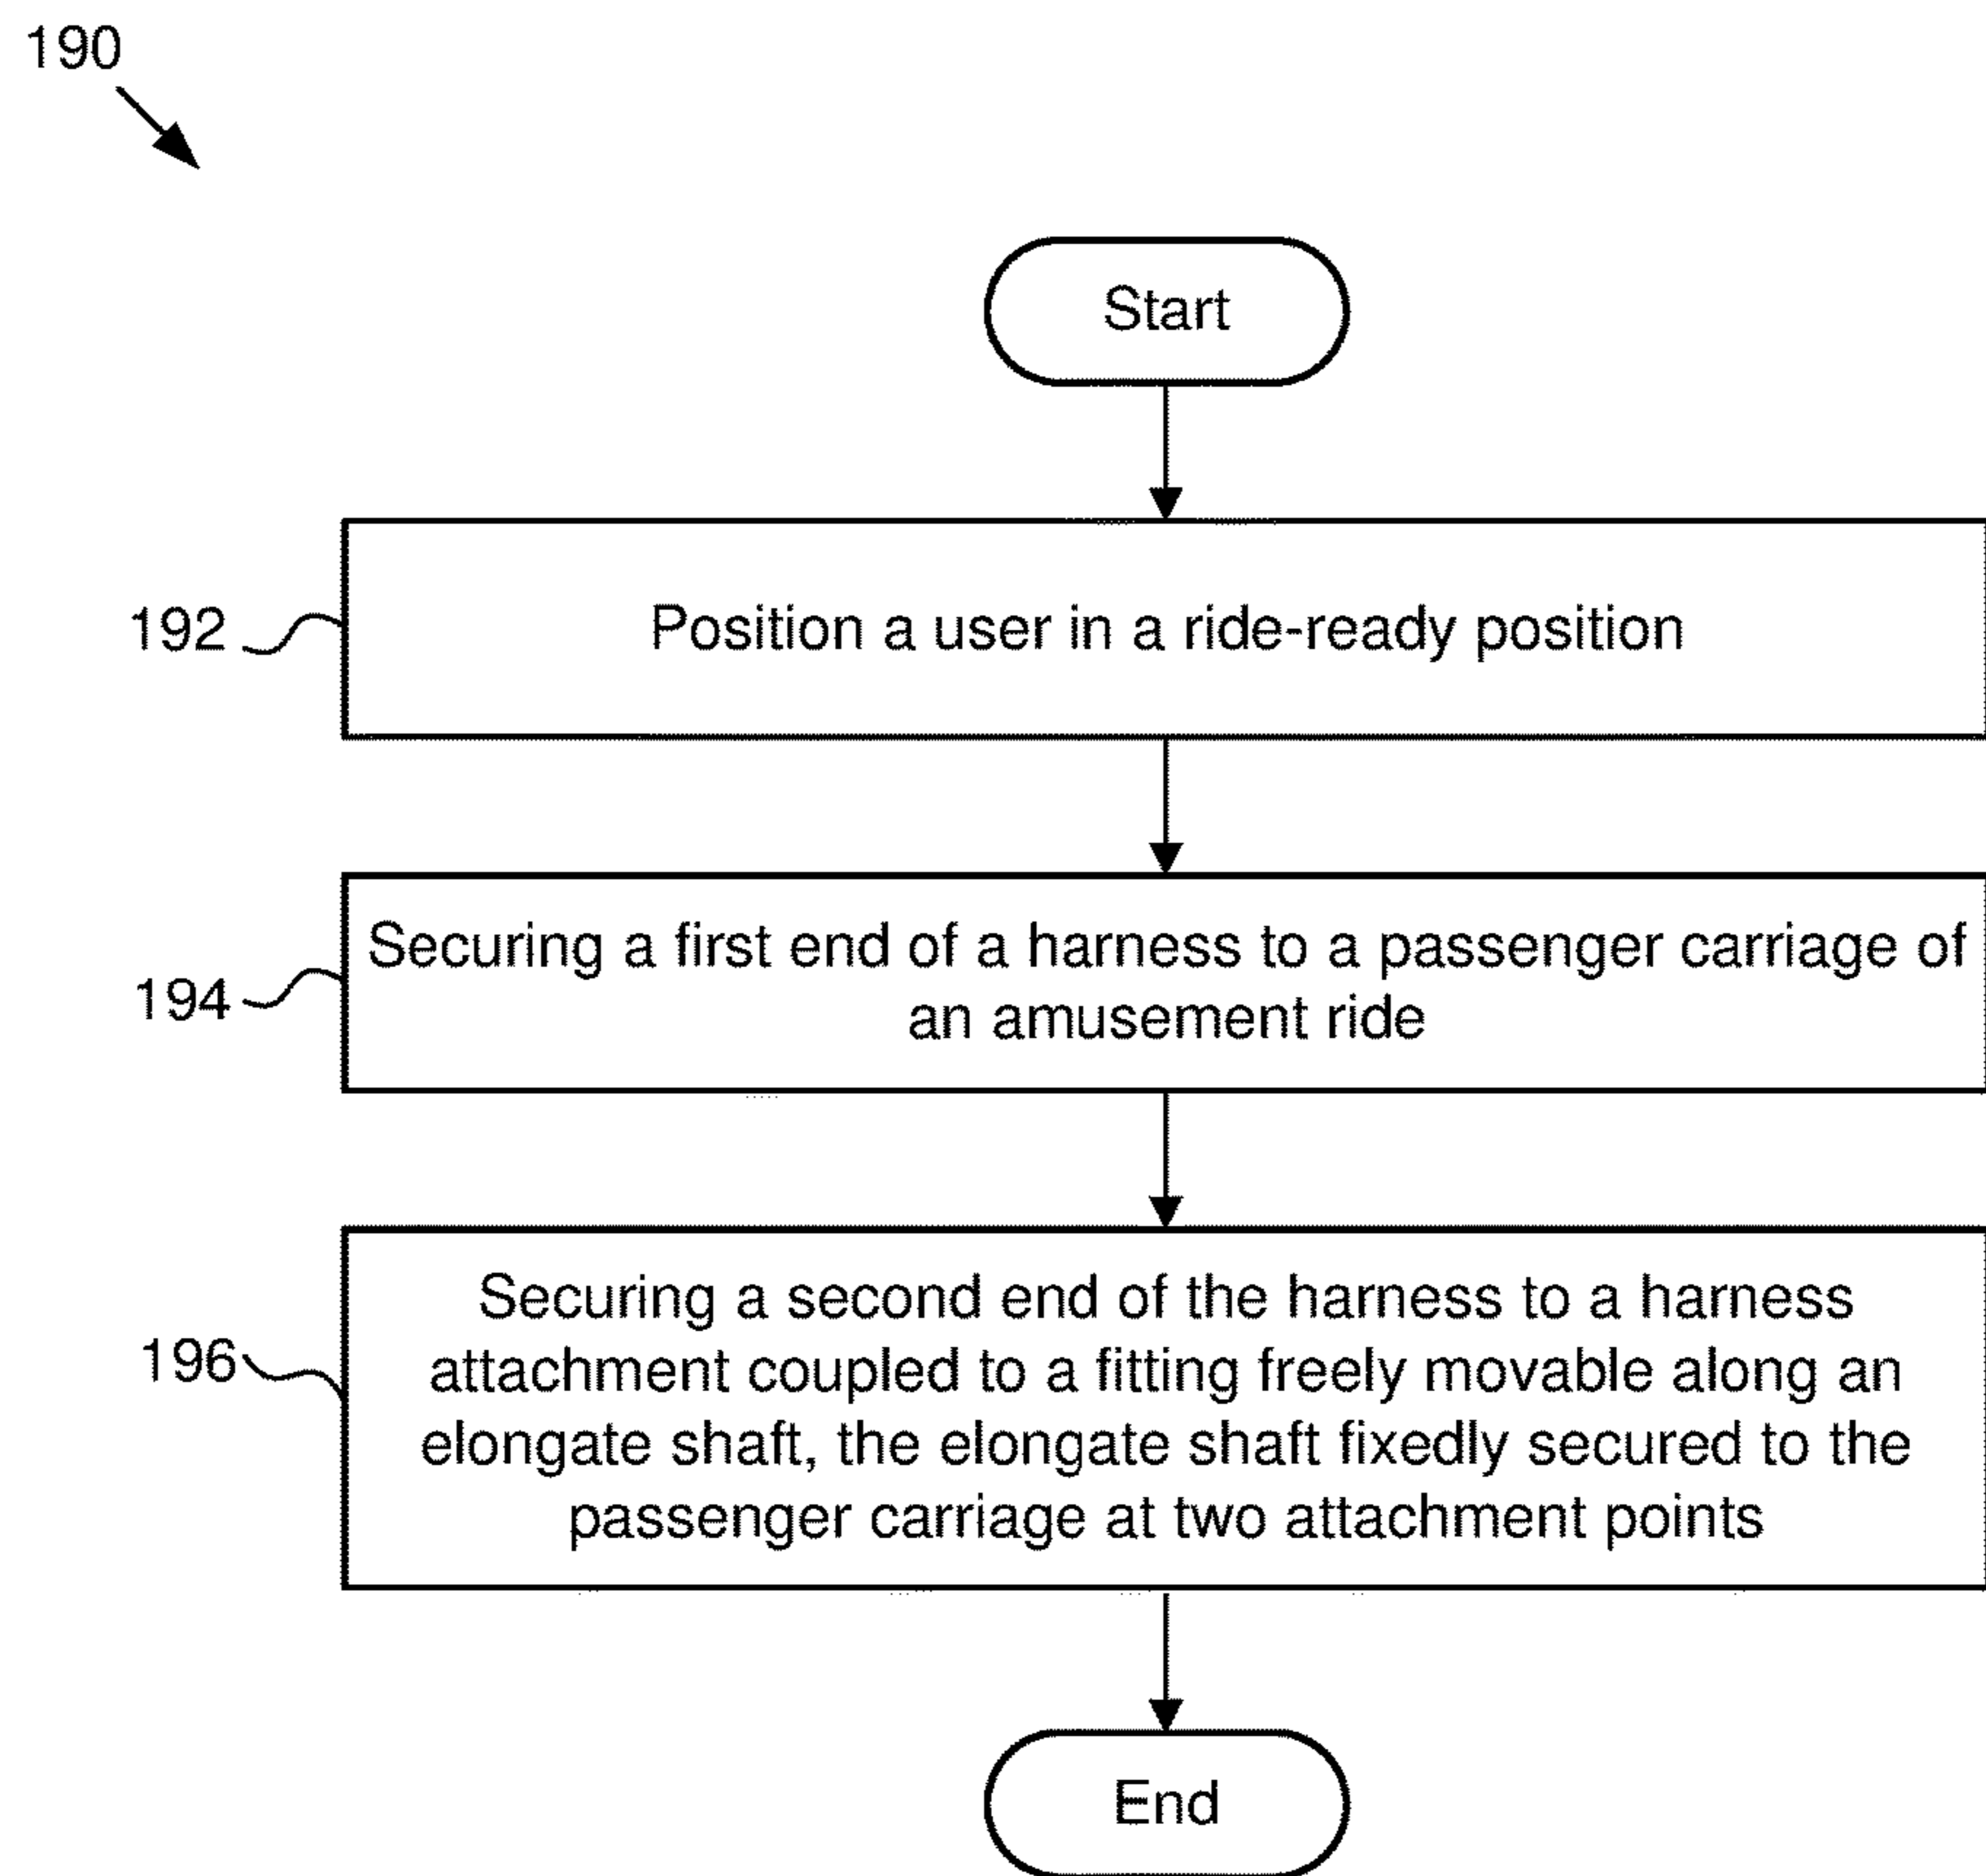 190
Start
192
Position a user in a ride-ready position
194
Securing a first end of a harness to a passenger carriage of
an amusement ride
196
Securing a second end of the harness to a harness
attachment coupled to a fitting freely movable along an
elongate shaft, the elongate shaft fixedly secured to the
passenger carriage at two attachment points
End